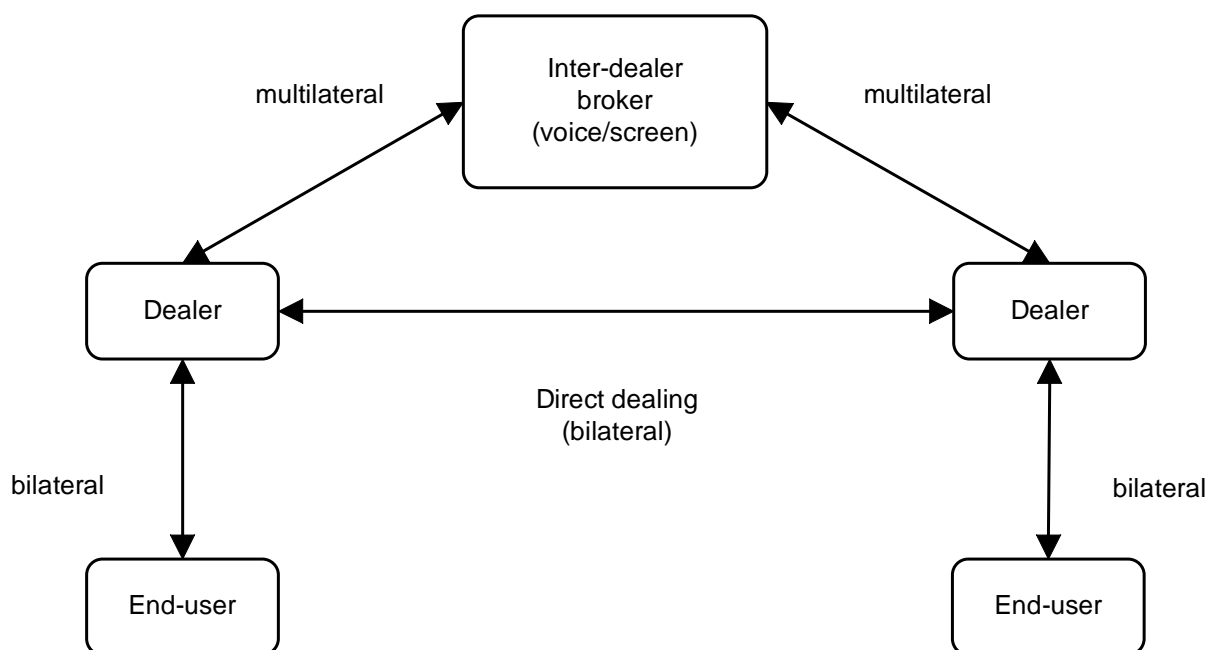 Inter-dealer
broker
(voice/screen)
multilateral
multilateral
Dealer
Dealer
Direct dealing
(bilateral)
bilateral
bilateral
End-user
End-user